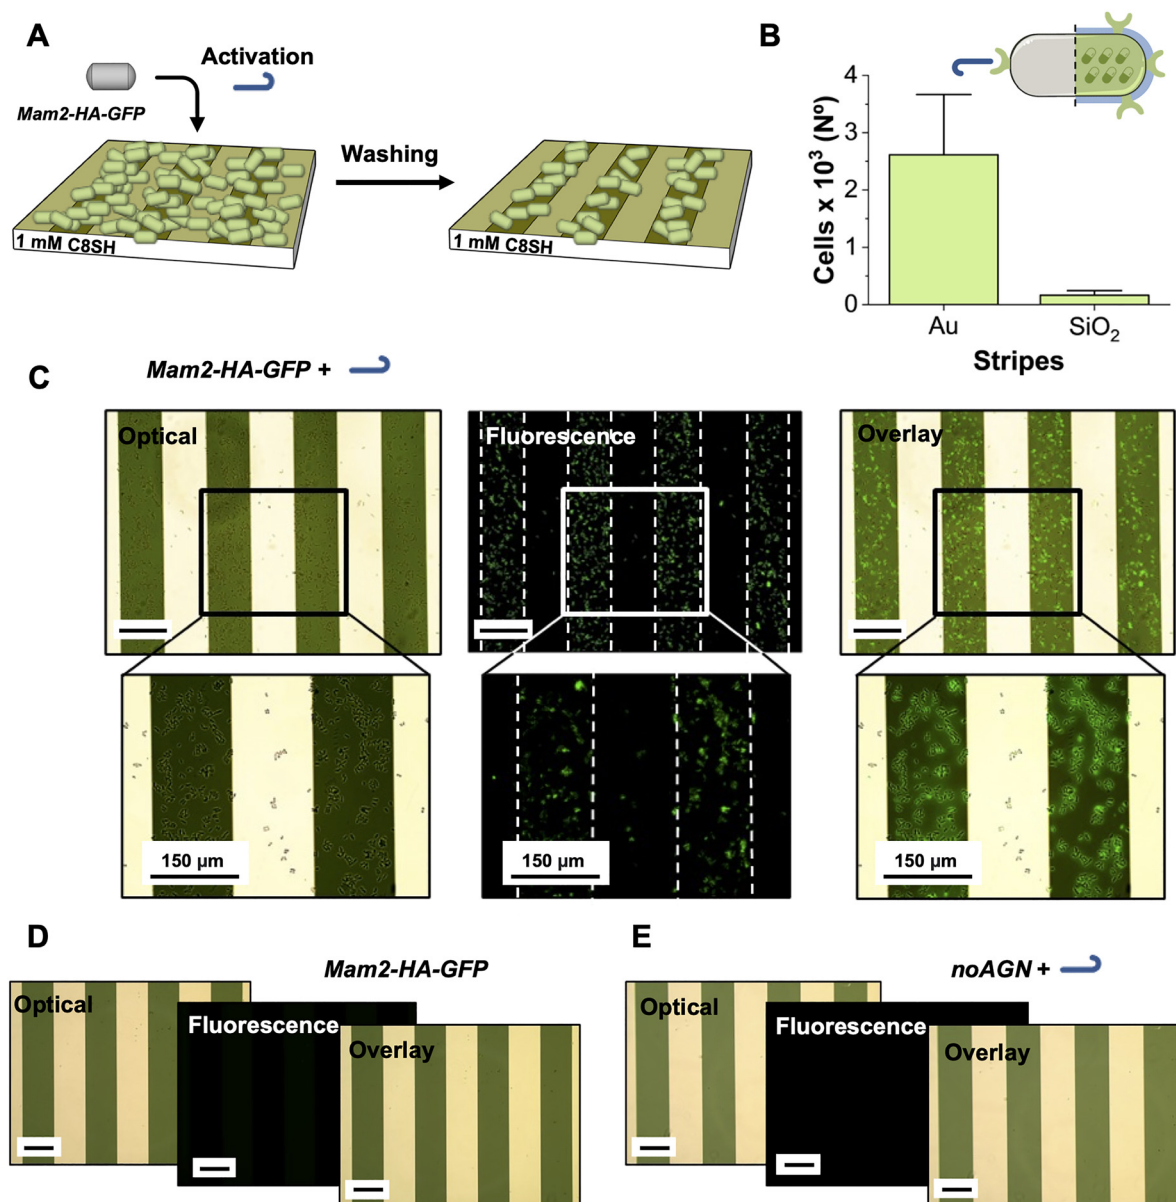 A
Activation
Mam2-HA-GFP
Washing
1 mM C8SH
1 mM C8SH
B
4
3
2
1
0
Cells x 10³ (Nº)
Au
SiO₂
Stripes
C
Mam2-HA-GFP +
Optical
Fluorescence
Overlay
150 µm
150 µm
150 µm
D
Mam2-HA-GFP
Optical
Fluorescence
Overlay
E
noAGN +
Optical
Fluorescence
Overlay